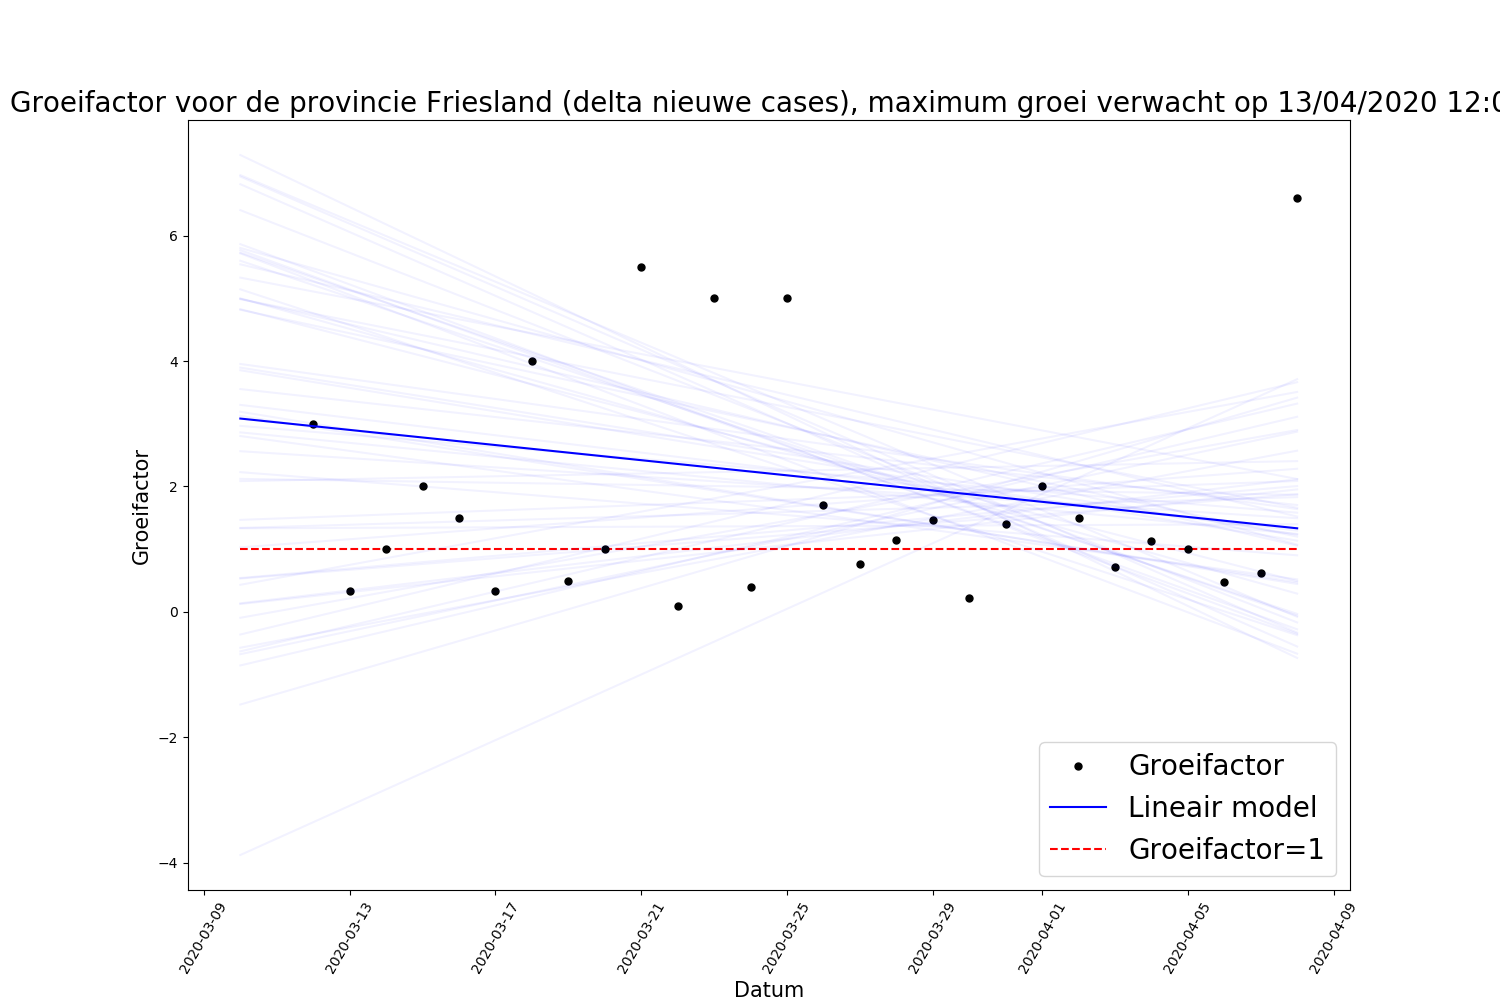 Groeifactor voor de provincie Friesland (delta nieuwe cases), maximum groei verwacht op 13/04/2020 12:0
Groeifactor
6
4
2
0
−2
−4
Groeifactor
Lineair model
Groeifactor=1
2020-03-09
2020-03-13
2020-03-17
2020-03-21
2020-03-25
2020-03-29
2020-04-01
2020-04-05
2020-04-09
Datum